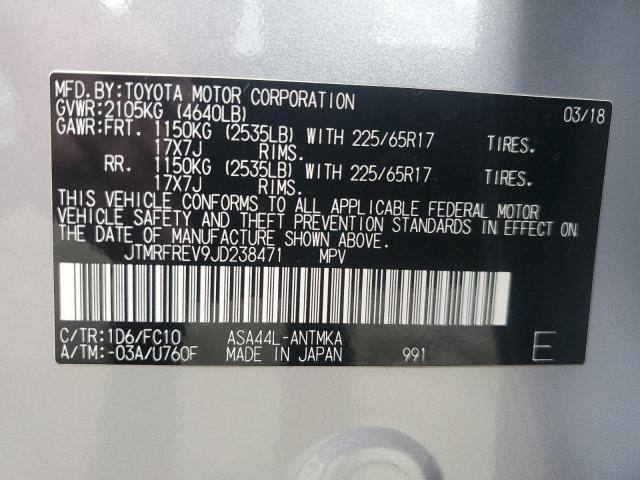 MFD.BY:TOYOTA MOTOR CORPORATION 03/18
GVWR:2105KG (4640LB)
GAWR:FRT. 1150KG (2535LB) WITH 225/65R17 TIRES.
17X7J RIMS.
RR. 1150KG (2535LB) WITH 225/65R17 TIRES.
17X7J RIMS.
THIS VEHICLE CONFORMS TO ALL APPLICABLE FEDERAL MOTOR
VEHICLE SAFETY AND THEFT PREVENTION STANDARDS IN EFFECT ON
THE DATE OF MANUFACTURE SHOWN ABOVE.
JTMRFREV9JD238471 MPV
C/TR:1D6/FC10 ASA44L-ANTMKA
A/TM:-03A/U760F MADE IN JAPAN 991 E